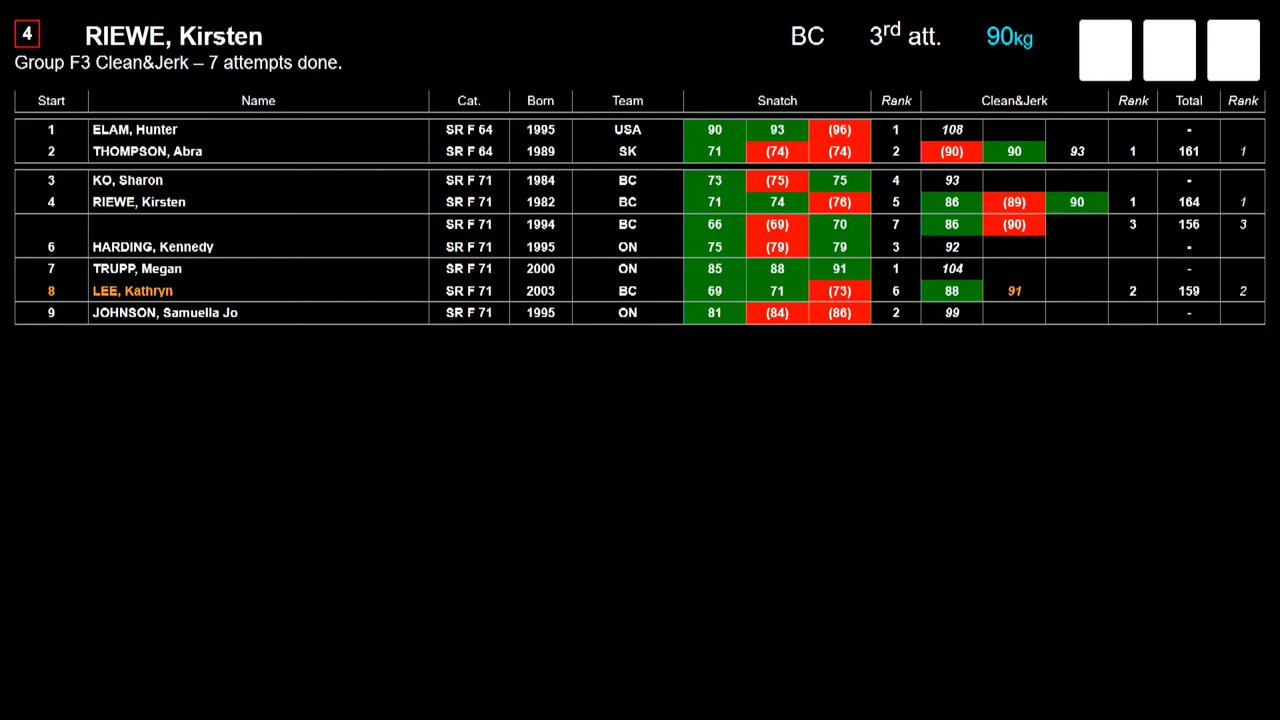 4 RIEWE, Kirsten BC 3rd att. 90kg
Group F3 Clean&Jerk – 7 attempts done.
Start Name Cat. Born Team Snatch Rank Clean&Jerk Rank Total Rank
1 ELAM, Hunter SR F 64 1995 USA 90 93 (96) 1 108 -
2 THOMPSON, Abra SR F 64 1989 SK 71 (74) (74) 2 (90) 90 93 1 161 1
3 KO, Sharon SR F 71 1984 BC 73 (75) 75 4 93 -
4 RIEWE, Kirsten SR F 71 1982 BC 71 74 (76) 5 86 (89) 90 1 164 1
SR F 71 1994 BC 66 (69) 70 7 86 (90) 3 156 3
6 HARDING, Kennedy SR F 71 1995 ON 75 (79) 79 3 92 -
7 TRUPP, Megan SR F 71 2000 ON 85 88 91 1 104 -
8 LEE, Kathryn SR F 71 2003 BC 69 71 (73) 6 88 91 2 159 2
9 JOHNSON, Samuella Jo SR F 71 1995 ON 81 (84) (86) 2 99 -